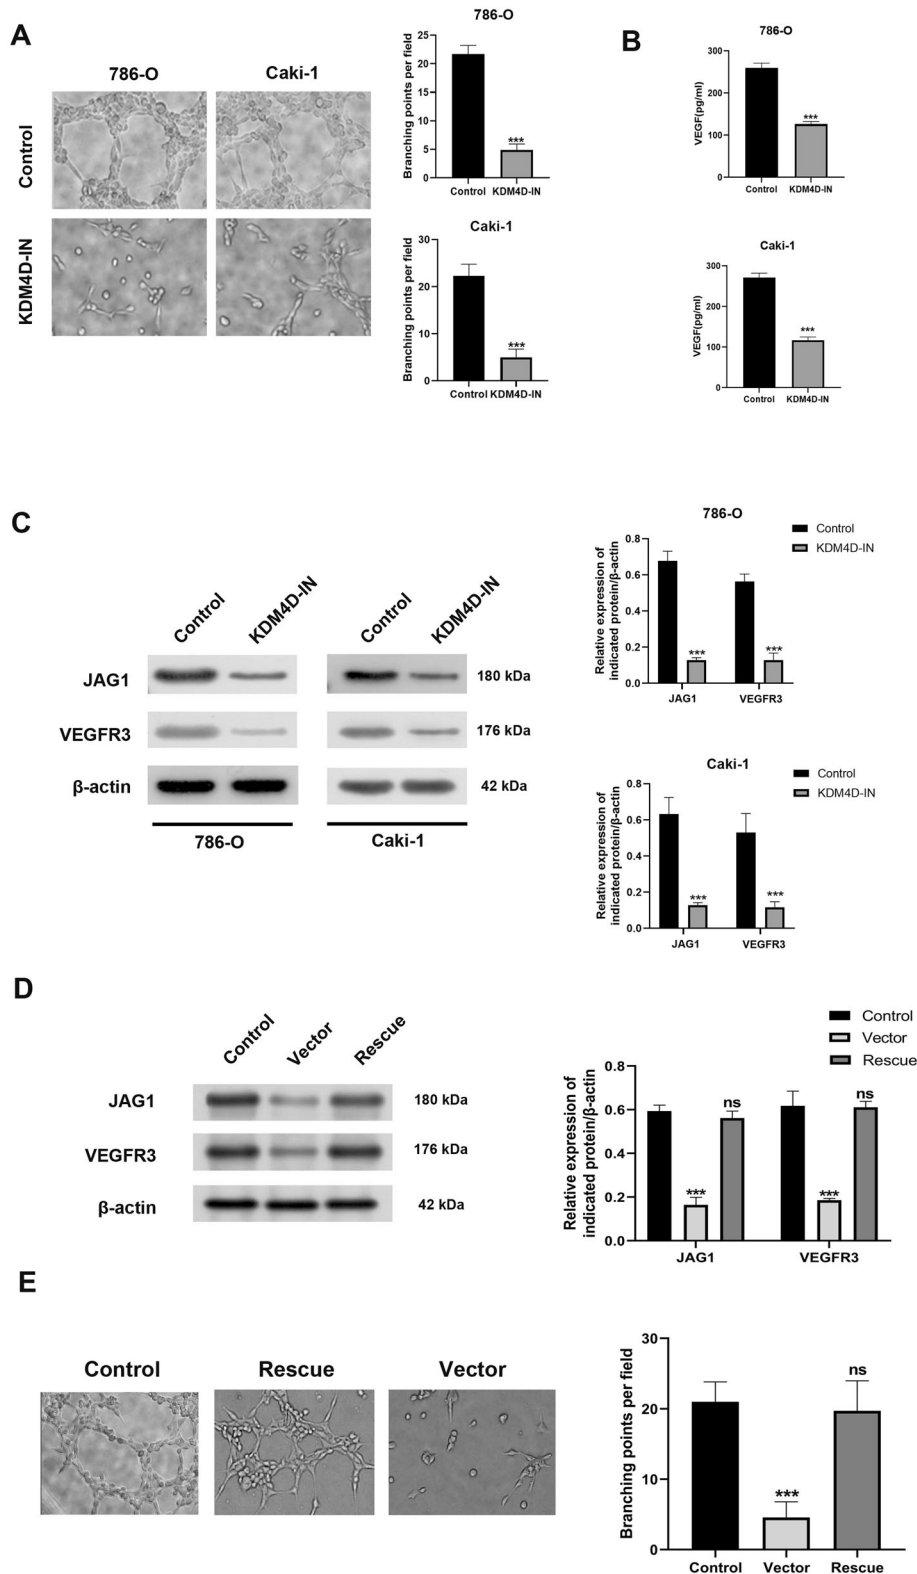 A
786-O
Caki-1
Control
KDM4D-IN
786-O
Branching points per field
25
20
15
10
5
0
***
Control
KDM4D-IN
Caki-1
Branching points per field
30
20
10
0
***
Control KDM4D-IN
B
786-O
VEGF(pg/ml)
300
200
100
0
***
Control
KDM4D-IN
Caki-1
VEGF(pg/ml)
300
200
100
0
***
Control
KDM4D-IN
C
Control
KDM4D-IN
Control
KDM4D-IN
JAG1
180 kDa
VEGFR3
176 kDa
β-actin
42 kDa
786-O
Caki-1
786-O
Control
KDM4D-IN
Relative expression of
indicated protein/β-actin
0.8
0.6
0.4
0.2
0.0
***
***
JAG1
VEGFR3
Caki-1
Control
KDM4D-IN
Relative expression of
indicated protein/β-actin
0.8
0.6
0.4
0.2
0.0
***
***
JAG1
VEGFR3
D
Control
Vector
Rescue
JAG1
180 kDa
VEGFR3
176 kDa
β-actin
42 kDa
Control
Vector
Rescue
Relative expression of
indicated protein/β-actin
0.8
0.6
0.4
0.2
0.0
***
ns
***
ns
JAG1
VEGFR3
E
Control
Rescue
Vector
Branching points per field
30
20
10
0
***
ns
Control
Vector
Rescue